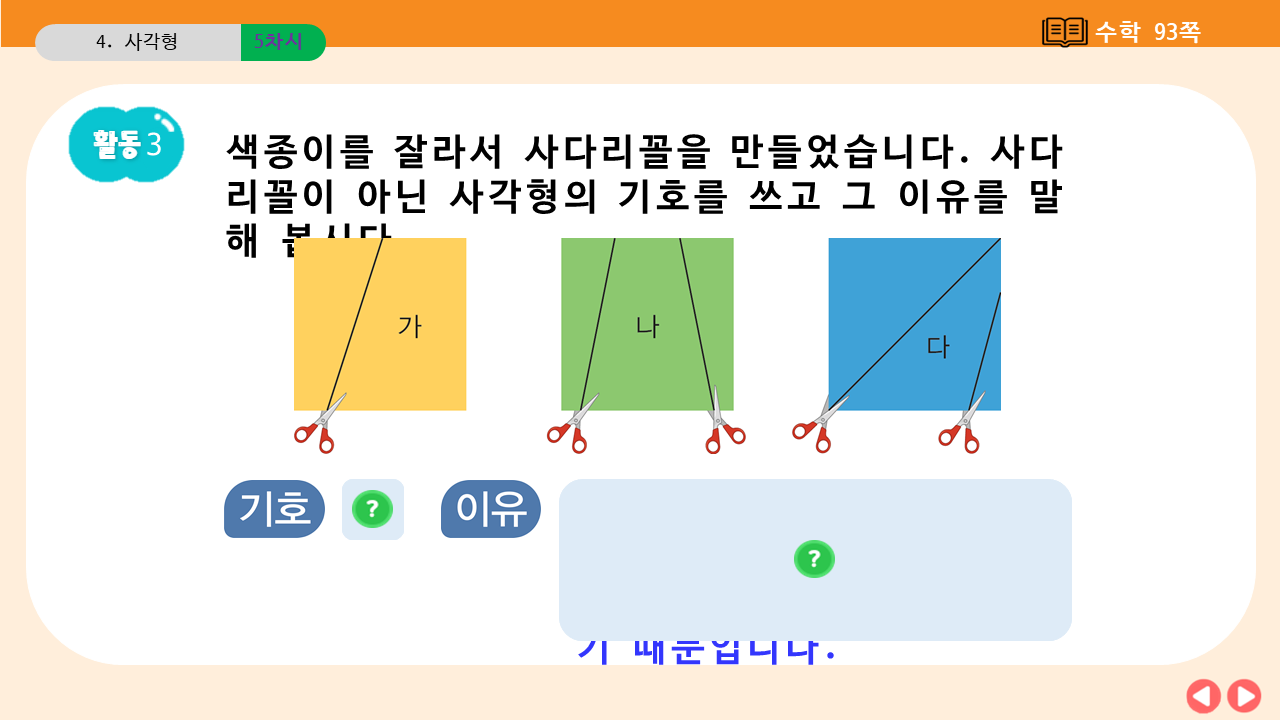 4. 사각형
5차시
수학 93쪽
활동 3
색종이를 잘라서 사다리꼴을 만들었습니다. 사다
리꼴이 아닌 사각형의 기호를 쓰고 그 이유를 말
해 봅시다
가
나
다
기호
?
이유
?
기 때문입니다.